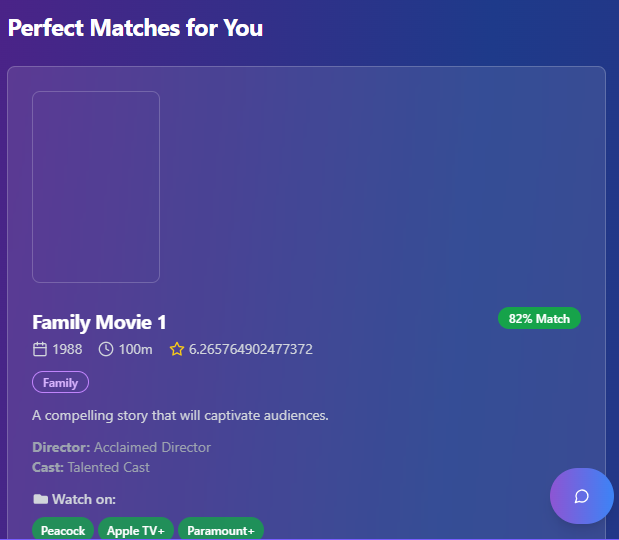 Perfect Matches for You
Family Movie 1
82% Match
1988 100m 6.265764902477372
Family
A compelling story that will captivate audiences.
Director: Acclaimed Director
Cast: Talented Cast
Watch on:
Peacock Apple TV+ Paramount+